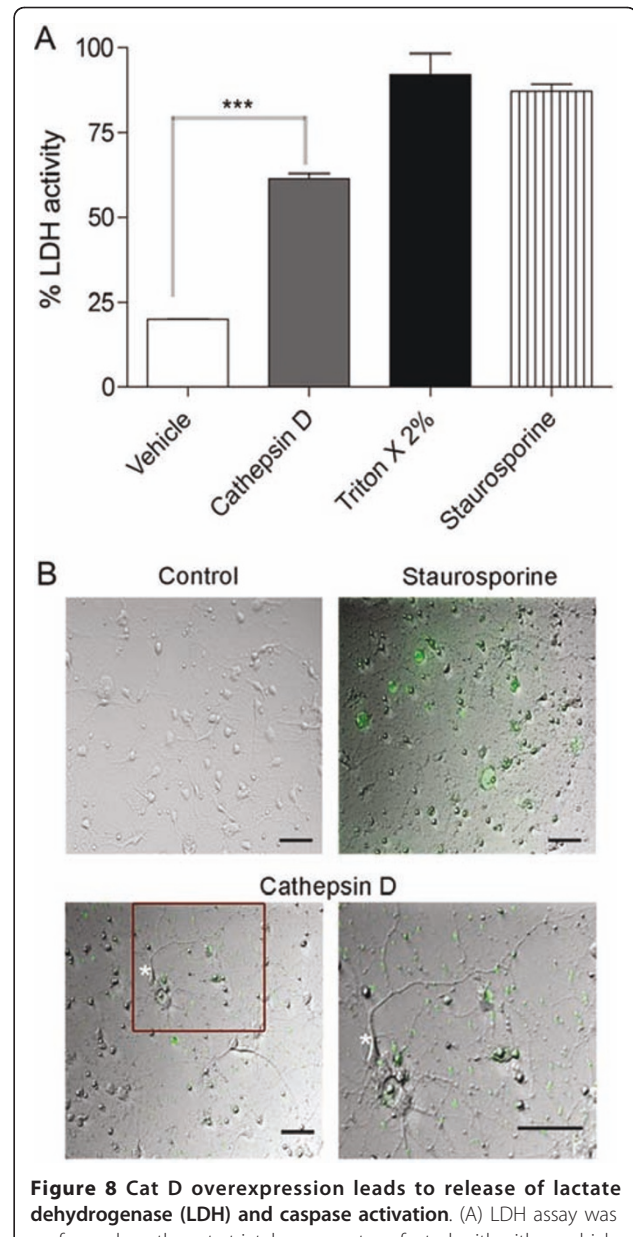 A
100
***
75
50
25
0
% LDH activity
Vehicle
Cathepsin D
Triton X 2%
Staurosporine
B
Control
Staurosporine
Cathepsin D
*
*
Figure 8 Cat D overexpression leads to release of lactate
dehydrogenase (LDH) and caspase activation. (A) LDH assay was